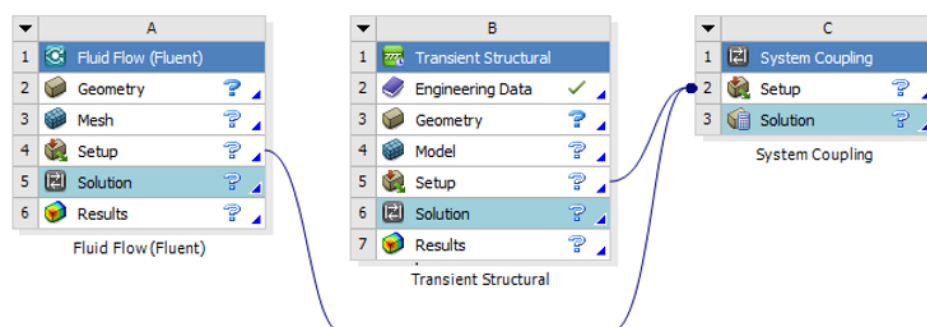 A
1 Fluid Flow (Fluent)
2 Geometry ?
3 Mesh ?
4 Setup ?
5 Solution ?
6 Results ?
Fluid Flow (Fluent)
B
1 Transient Structural
2 Engineering Data ✓
3 Geometry ?
4 Model ?
5 Setup ?
6 Solution ?
7 Results ?
Transient Structural
C
1 System Coupling
2 Setup ?
3 Solution ?
System Coupling